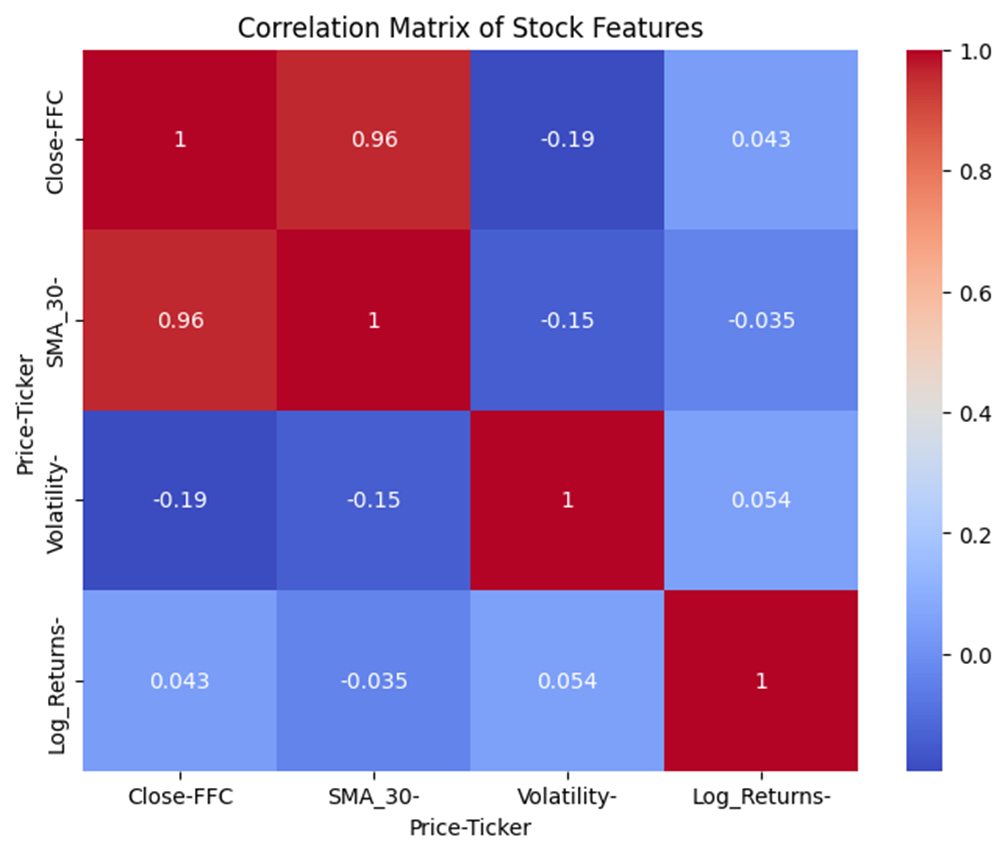 Correlation Matrix of Stock Features
Close-FFC
1
0.96
-0.19
0.043
SMA_30-
0.96
1
-0.15
-0.035
Volatility-
-0.19
-0.15
1
0.054
Log_Returns-
0.043
-0.035
0.054
1
Price-Ticker
Close-FFC
SMA_30-
Volatility-
Log_Returns-
Price-Ticker
1.0
0.8
0.6
0.4
0.2
0.0